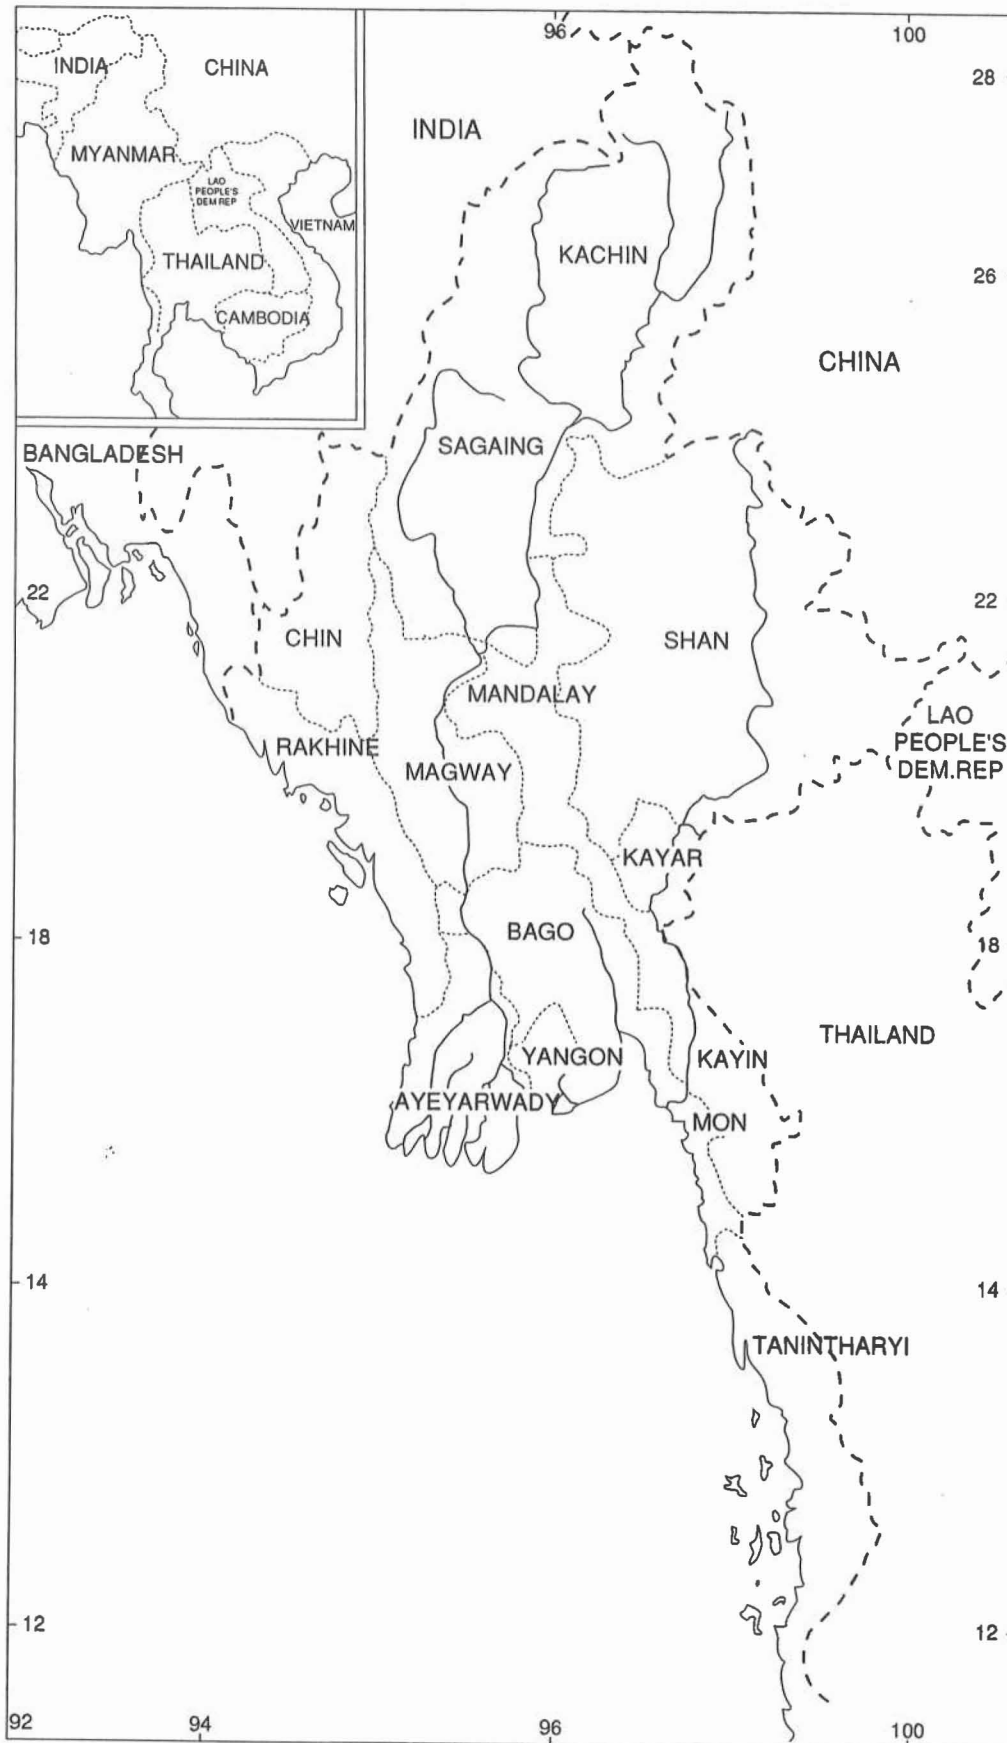 96
100
28
INDIA
CHINA
INDIA
MYANMAR
LAO
PEOPLE'S
DEM REP
VIETNAM
THAILAND
CAMBODIA
KACHIN
26
CHINA
SAGAING
BANGLADESH
22
22
CHIN
SHAN
MANDALAY
LAO
PEOPLE'S
DEM.REP
RAKHINE
MAGWAY
KAYAR
BAGO
18
18
THAILAND
YANGON
KAYIN
AYEYARWADY
MON
14
14
TANINTHARYI
12
12
92
94
96
100